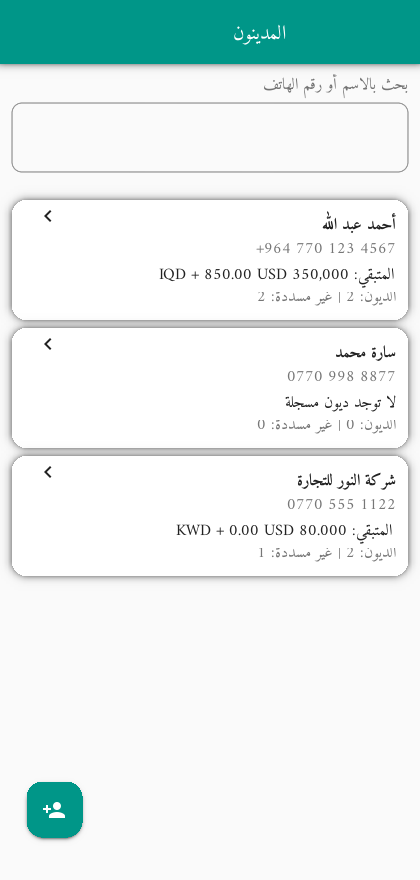 المدينون
بحث بالاسم أو رقم الهاتف
أحمد عبد الله
+964 770 123 4567
المتبقي: 350,000 IQD + 850.00 USD
الديون: 2 | غير مسددة: 2
سارة محمد
0770 998 8877
لا توجد ديون مسجلة
الديون: 0 | غير مسددة: 0
شركة النور للتجارة
0770 555 1122
المتبقي: 80.000 KWD + 0.00 USD
الديون: 2 | غير مسددة: 1